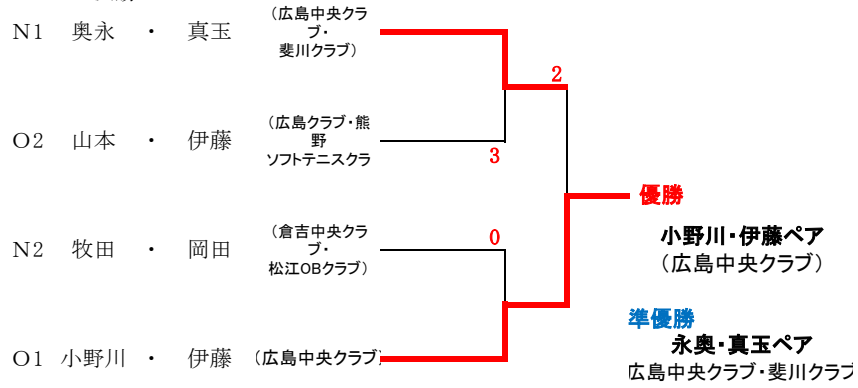 (広島中央クラ
N1 奥永 ・ 真玉 ブ・
斐川クラブ)
2
(広島クラブ・熊
O2 山本 ・ 伊藤 野
ソフトテニスクラ
3
優勝
(倉吉中央クラ
N2 牧田 ・ 岡田 ブ・
松江OBクラブ)
0
小野川・伊藤ペア
(広島中央クラブ)
準優勝
永奥・真玉ペア
O1 小野川 ・ 伊藤 (広島中央クラブ)
広島中央クラブ・斐川クラブ